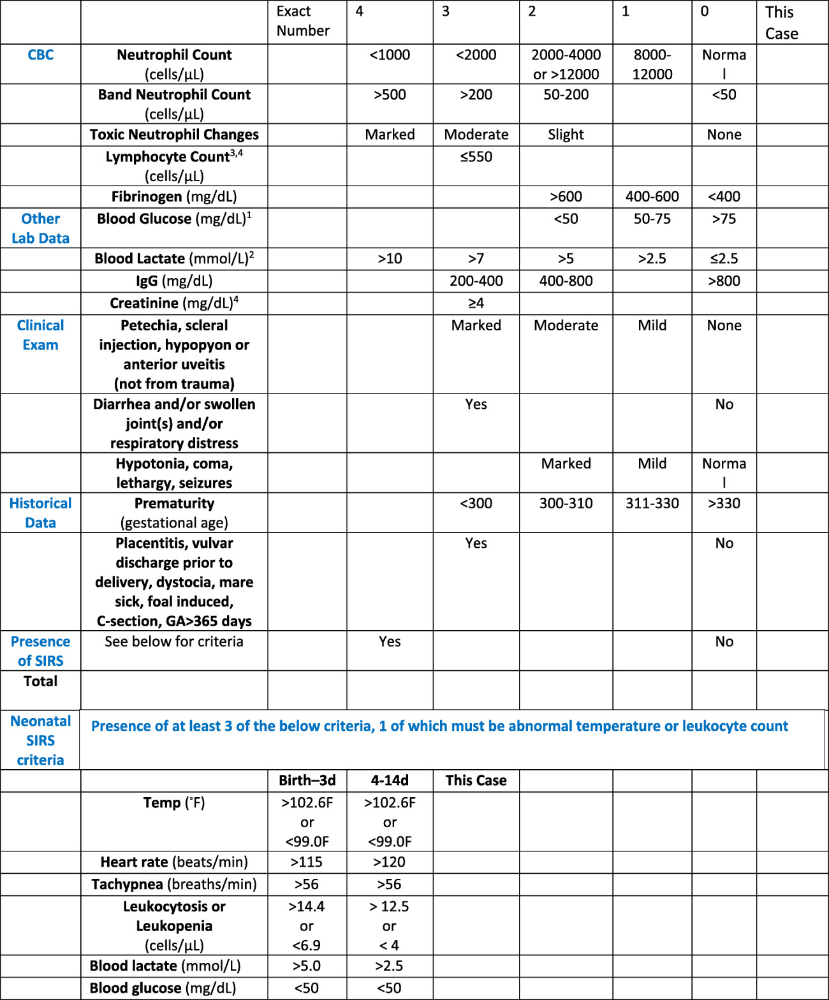 Exact Number 4 3 2 1 0 This Case
CBC Neutrophil Count (cells/µL) <1000 <2000 2000-4000 or >12000 8000-12000 Normal
Band Neutrophil Count (cells/µL) >500 >200 50-200 <50
Toxic Neutrophil Changes Marked Moderate Slight None
Lymphocyte Count3,4 (cells/µL) ≤550
Fibrinogen (mg/dL) >600 400-600 <400
Other Lab Data Blood Glucose (mg/dL)1 <50 50-75 >75
Blood Lactate (mmol/L)2 >10 >7 >5 >2.5 ≤2.5
IgG (mg/dL) 200-400 400-800 >800
Creatinine (mg/dL)4 ≥4
Clinical Exam Petechia, scleral injection, hypopyon or anterior uveitis (not from trauma) Marked Moderate Mild None
Diarrhea and/or swollen joint(s) and/or respiratory distress Yes No
Hypotonia, coma, lethargy, seizures Marked Mild Normal
Historical Data Prematurity (gestational age) <300 300-310 311-330 >330
Placentitis, vulvar discharge prior to delivery, dystocia, mare sick, foal induced, C-section, GA>365 days Yes No
Presence of SIRS See below for criteria Yes No
Total
Neonatal SIRS criteria Presence of at least 3 of the below criteria, 1 of which must be abnormal temperature or leukocyte count
Birth–3d 4-14d This Case
Temp (°F) >102.6F or <99.0F >102.6F or <99.0F
Heart rate (beats/min) >115 >120
Tachypnea (breaths/min) >56 >56
Leukocytosis or Leukopenia (cells/µL) >14.4 or <6.9 > 12.5 or < 4
Blood lactate (mmol/L) >5.0 >2.5
Blood glucose (mg/dL) <50 <50